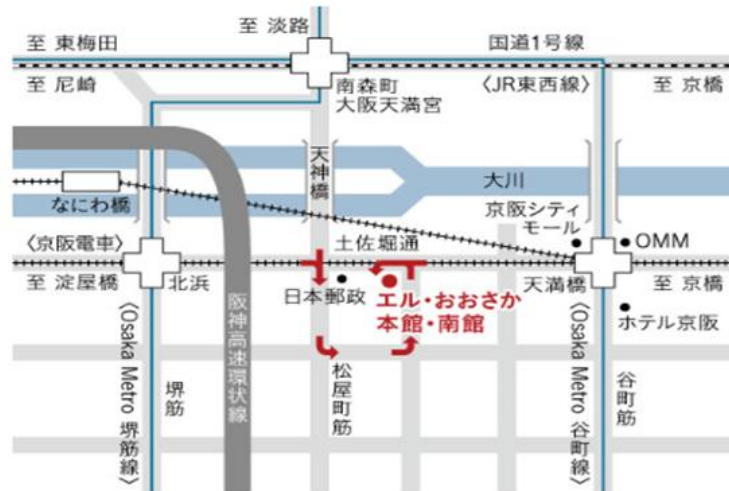 至 淡路
至 東梅田
国道1号線
至 尼崎
南森町
大阪天満宮
〈JR東西線〉
至 京橋
天神橋
大川
なにわ橋
京阪シティ
モール
〈京阪電車〉
土佐堀通
OMM
至 淀屋橋
北浜
日本郵政
エル・おおさか
本館・南館
天満橋
至 京橋
ホテル京阪
阪神高速環状線
〈Osaka Metro 堺筋線〉
堺筋
松屋町筋
〈Osaka Metro 谷町線〉
谷町筋